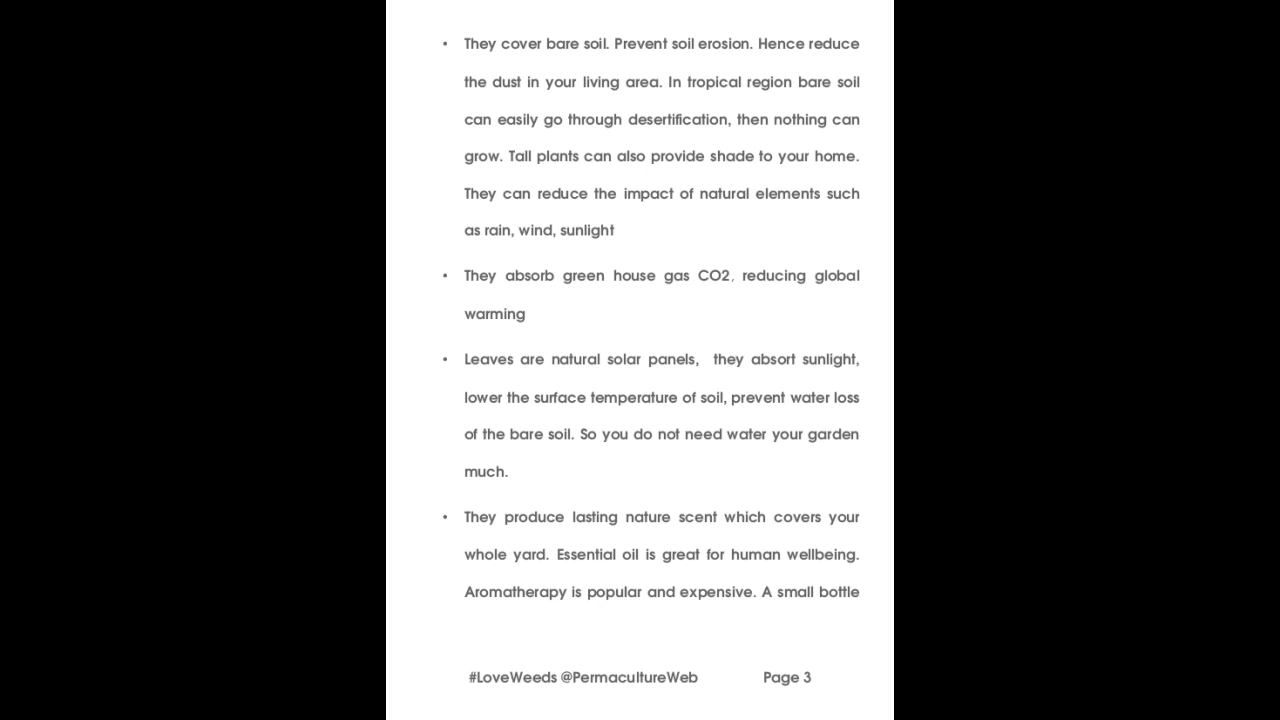 • They cover bare soil. Prevent soil erosion. Hence reduce
the dust in your living area. In tropical region bare soil
can easily go through desertification, then nothing can
grow. Tall plants can also provide shade to your home.
They can reduce the impact of natural elements such
as rain, wind, sunlight
• They absorb green house gas CO2, reducing global
warming
• Leaves are natural solar panels,  they absort sunlight,
lower the surface temperature of soil, prevent water loss
of the bare soil. So you do not need water your garden
much.
• They produce lasting nature scent which covers your
whole yard. Essential oil is great for human wellbeing.
Aromatherapy is popular and expensive. A small bottle
#LoveWeeds @PermacultureWeb Page 3